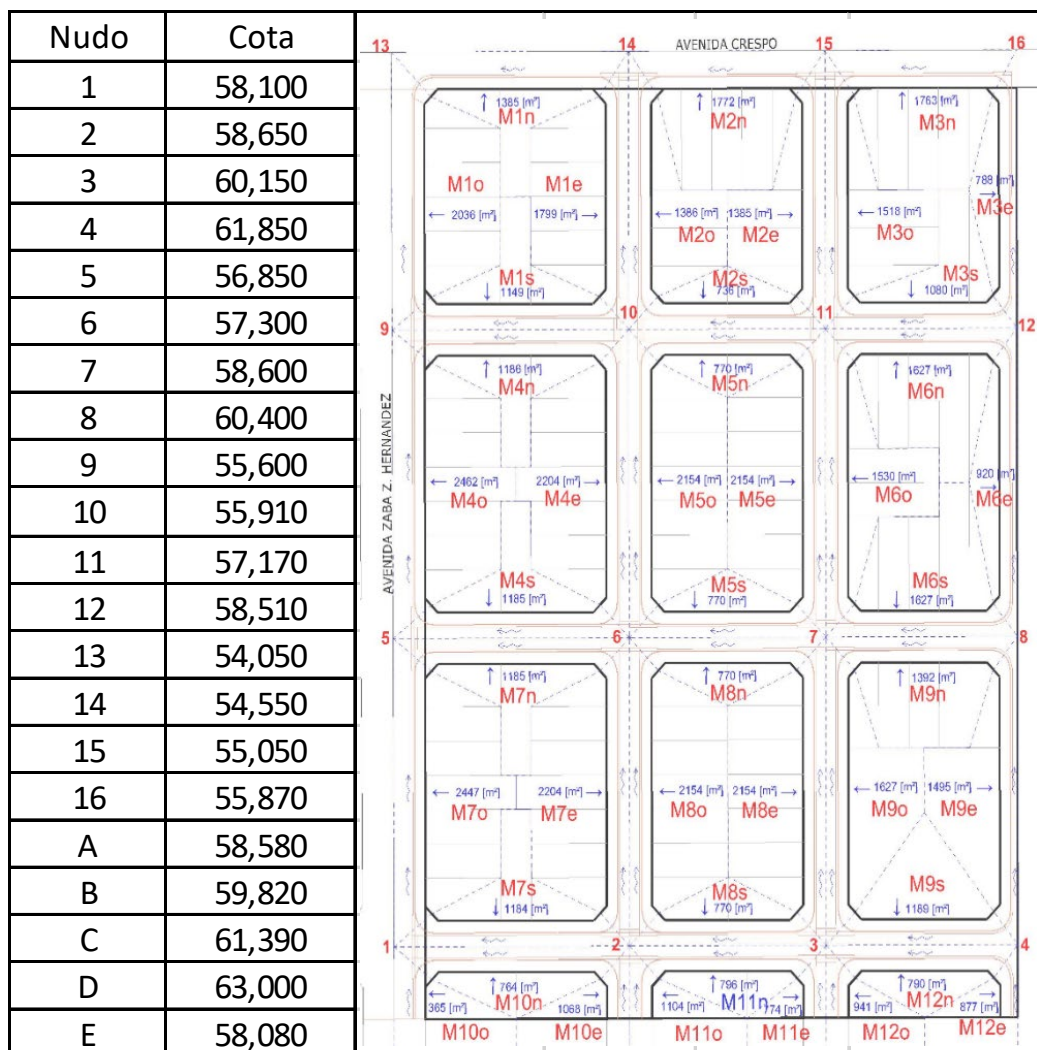 Nudo Cota
1 58,100
2 58,650
3 60,150
4 61,850
5 56,850
6 57,300
7 58,600
8 60,400
9 55,600
10 55,910
11 57,170
12 58,510
13 54,050
14 54,550
15 55,050
16 55,870
A 58,580
B 59,820
C 61,390
D 63,000
E 58,080
13 14 AVENIDA CRESPO 15 16
1385 [m²] 1772 [m²] 1763 [m²]
M1n M2n M3n
M1o M1e 788 [m²]
2036 [m²] 1799 [m²] 1386 [m²] 1385 [m²] 1518 [m²] M3e
M2o M2e M3o
M1s M2s M3s
1149 [m²] 736 [m²] 1080 [m²]
9 10 11 12
1186 [m²] 770 [m²] 1627 [m²]
M4n M5n M6n
AVENIDA ZABA Z. HERNANDEZ
2462 [m²] 2204 [m²] 2154 [m²] 2154 [m²] 1530 [m²] 920 [m²]
M4o M4e M5o M5e M6o M6e
M4s M5s M6s
1185 [m²] 770 [m²] 1627 [m²]
5 6 7 8
1185 [m²] 770 [m²] 1392 [m²]
M7n M8n M9n
2447 [m²] 2204 [m²] 2154 [m²] 2154 [m²] 1627 [m²] 1495 [m²]
M7o M7e M8o M8e M9o M9e
M7s M8s M9s
1184 [m²] 770 [m²] 1189 [m²]
1 2 3 4
764 [m²] 796 [m²] 790 [m²]
M10n M11n M12n
365 [m²] 1068 [m²] 1104 [m²] 774 [m²] 941 [m²] 877 [m²]
M10o M10e M11o M11e M12o M12e